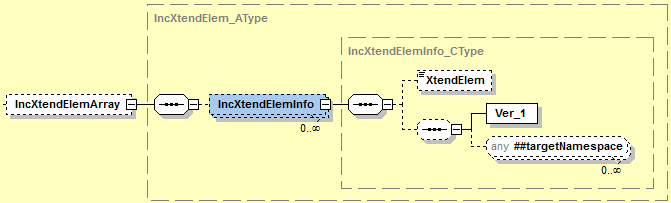 IncXtendElem_AType
IncXtendElemInfo_CType
XtendElem
IncXtendElemArray
IncXtendElemInfo
0..∞
Ver_1
any ##targetNamespace
0..∞